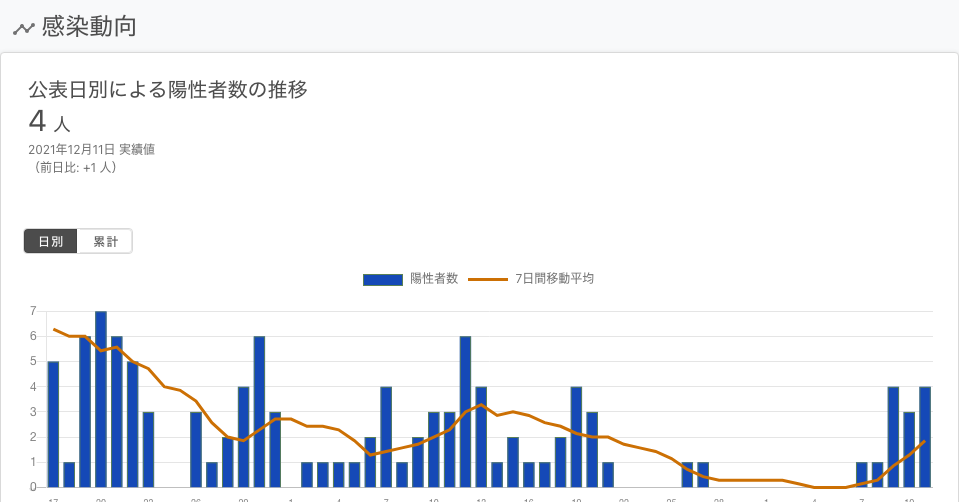 感染動向
公表日別による陽性者数の推移
4 人
2021年12月11日 実績値
（前日比: +1 人）
日別 累計
陽性者数 7日間移動平均
7
6
5
4
3
2
1
0